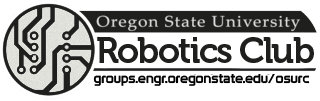 Oregon State University
Robotics Club
groups.engr.oregonstate.edu/osurc